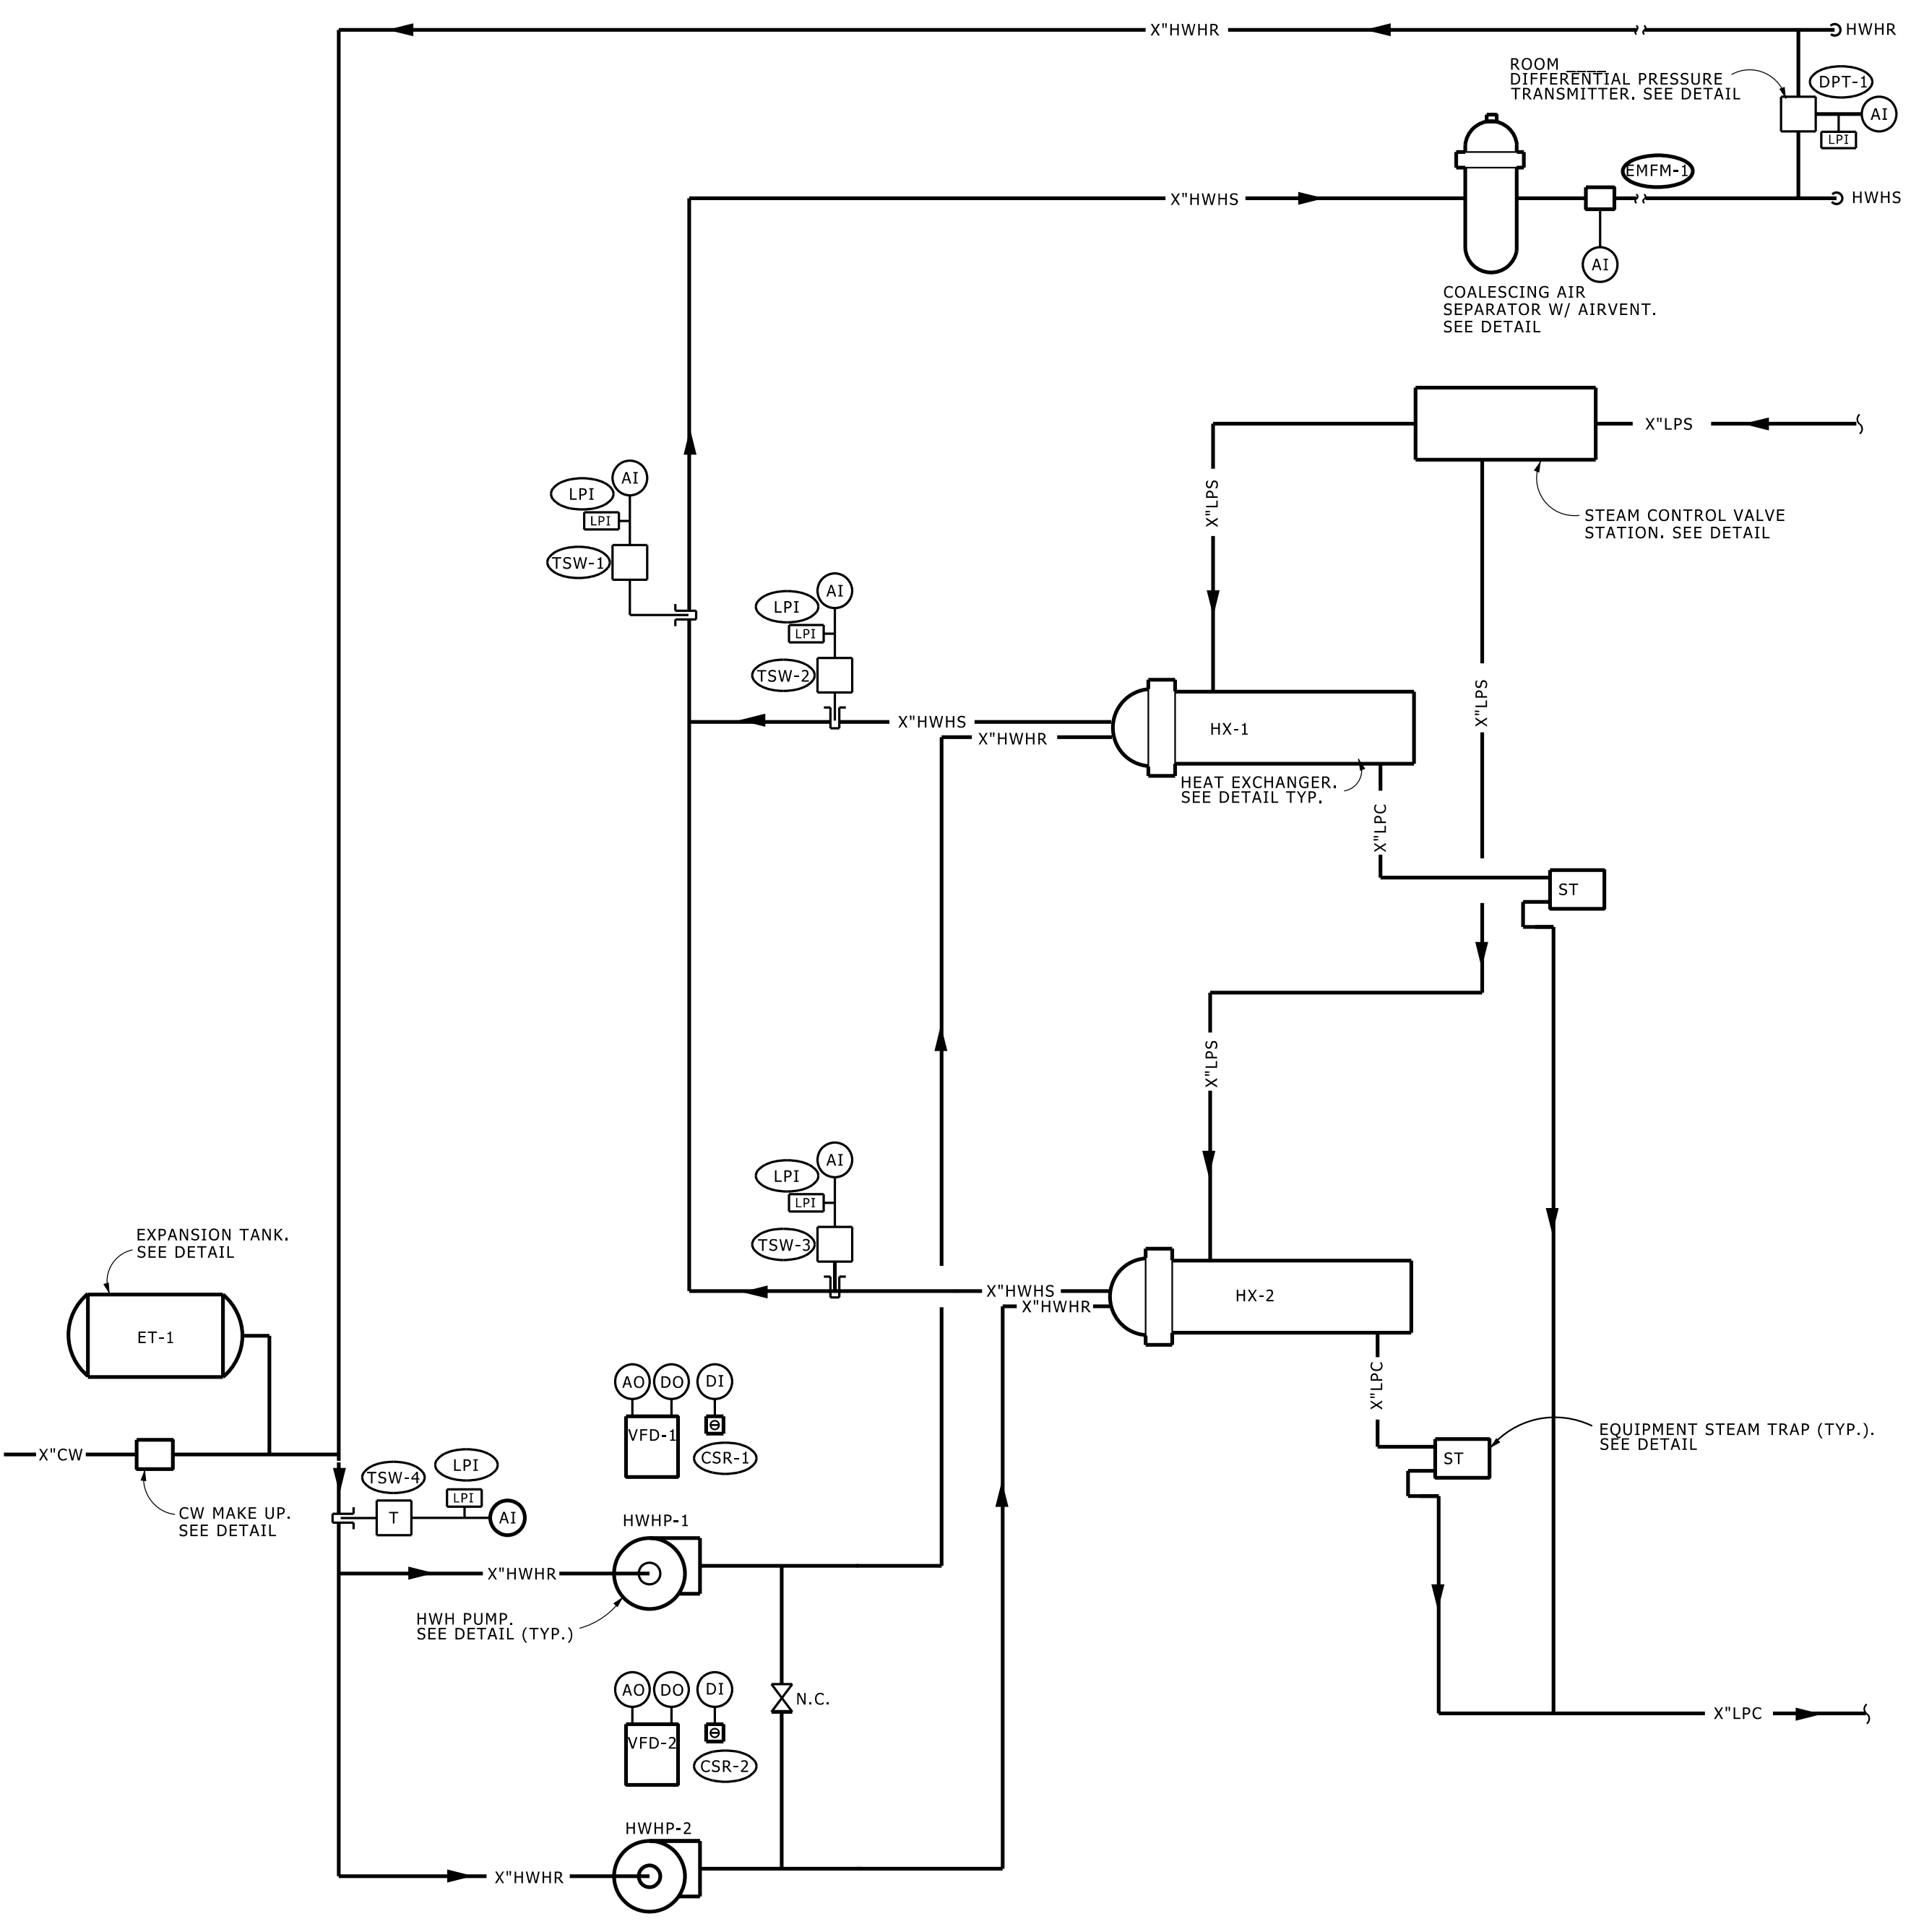 X"HWHR
HWHR
ROOM ____
DIFFERENTIAL PRESSURE
TRANSMITTER. SEE DETAIL
DPT-1
AI
LPI
EMFM-1
X"HWHS
HWHS
AI
COALESCING AIR
SEPARATOR W/ AIRVENT.
SEE DETAIL
X"LPS
X"LPS
STEAM CONTROL VALVE
STATION. SEE DETAIL
AI
LPI
LPI
TSW-1
AI
LPI
LPI
TSW-2
X"LPS
X"HWHS
X"HWHR
HX-1
HEAT EXCHANGER.
SEE DETAIL TYP.
X"LPC
ST
X"LPS
AI
LPI
LPI
TSW-3
EXPANSION TANK.
SEE DETAIL
X"HWHS
X"HWHR
HX-2
ET-1
AO
DO
DI
VFD-1
CSR-1
X"LPC
EQUIPMENT STEAM TRAP (TYP.).
SEE DETAIL
ST
X"CW
TSW-4
LPI
LPI
T
AI
CW MAKE UP.
SEE DETAIL
HWHP-1
X"HWHR
HWH PUMP.
SEE DETAIL (TYP.)
AO
DO
DI
N.C.
X"LPC
VFD-2
CSR-2
HWHP-2
X"HWHR